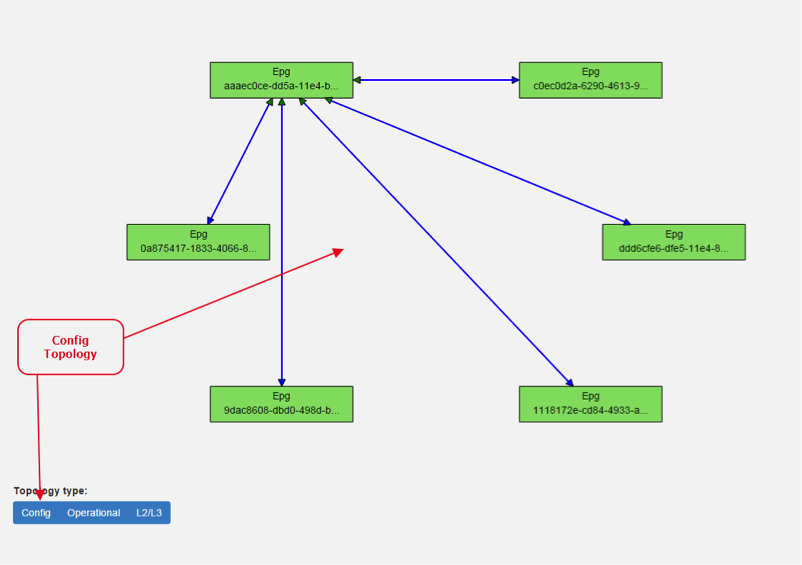 Epg
aaaec0ce-dd5a-11e4-b...
Epg
c0ec0d2a-6290-4613-9...
Epg
0a875417-1833-4066-8...
Epg
ddd6cfe6-dfe5-11e4-8...
Config
Topology
Epg
9dac8608-dbd0-498d-b...
Epg
1118172e-cd84-4933-a...
Topology type:
Config Operational L2/L3